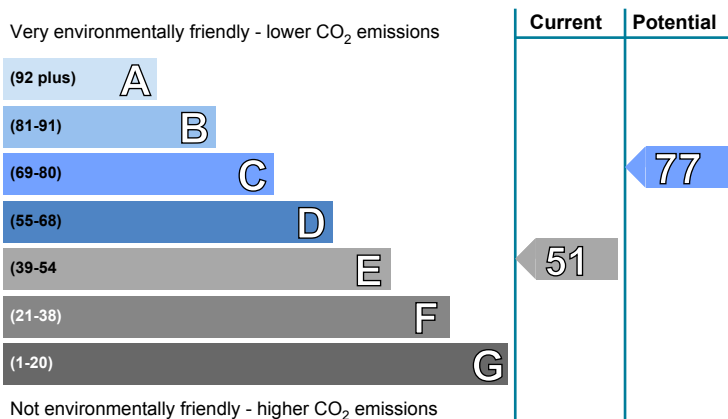 Current Potential
Very environmentally friendly - lower CO2 emissions
(92 plus) A
(81-91) B
(69-80) C
77
(55-68) D
(39-54 E
51
(21-38) F
(1-20) G
Not environmentally friendly - higher CO2 emissions